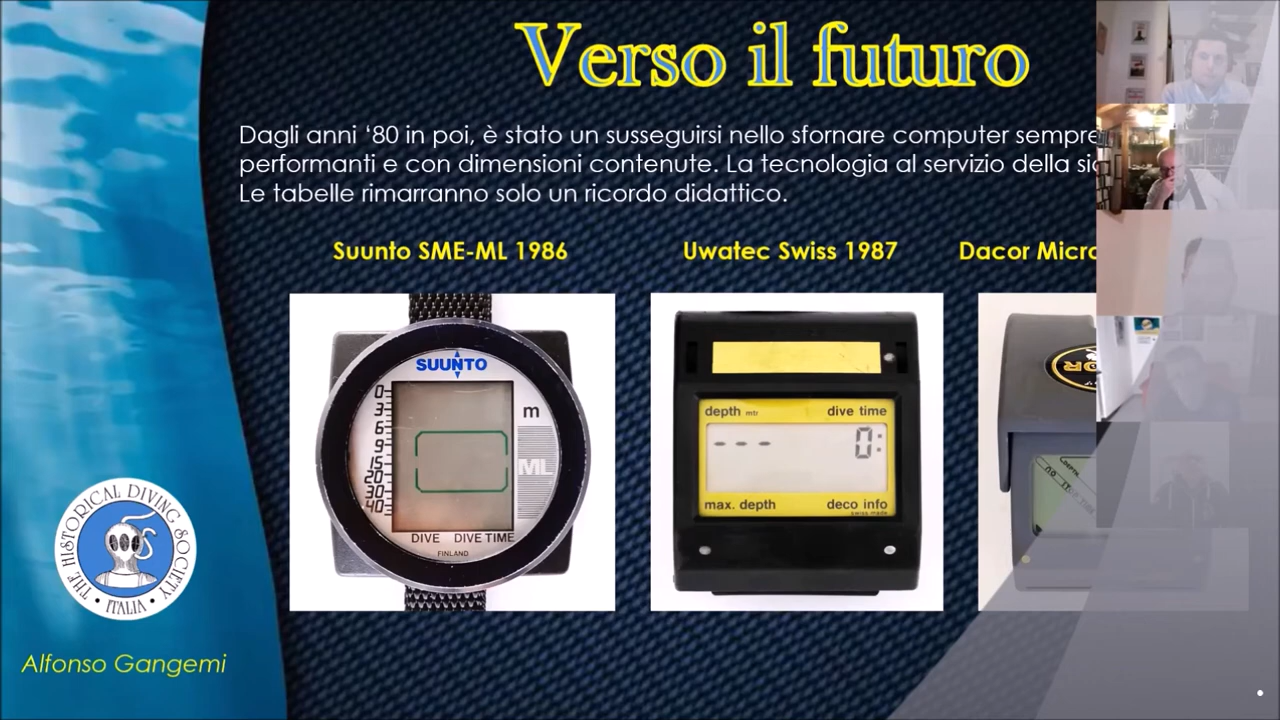 Verso il futuro
Dagli anni ‘80 in poi, è stato un susseguirsi nello sfornare computer sempre
performanti e con dimensioni contenute. La tecnologia al servizio della
Le tabelle rimarranno solo un ricordo didattico.
Suunto SME-ML 1986
Uwatec Swiss 1987
Dacor
SUUNTO
0
3
6
9
15
20
30
40
m
ML
DIVE DIVE TIME
FINLAND
depth mtr dive time
--- 0:
max. depth deco info
swiss made
THE HISTORICAL DIVING SOCIETY
• ITALIA •
Alfonso Gangemi